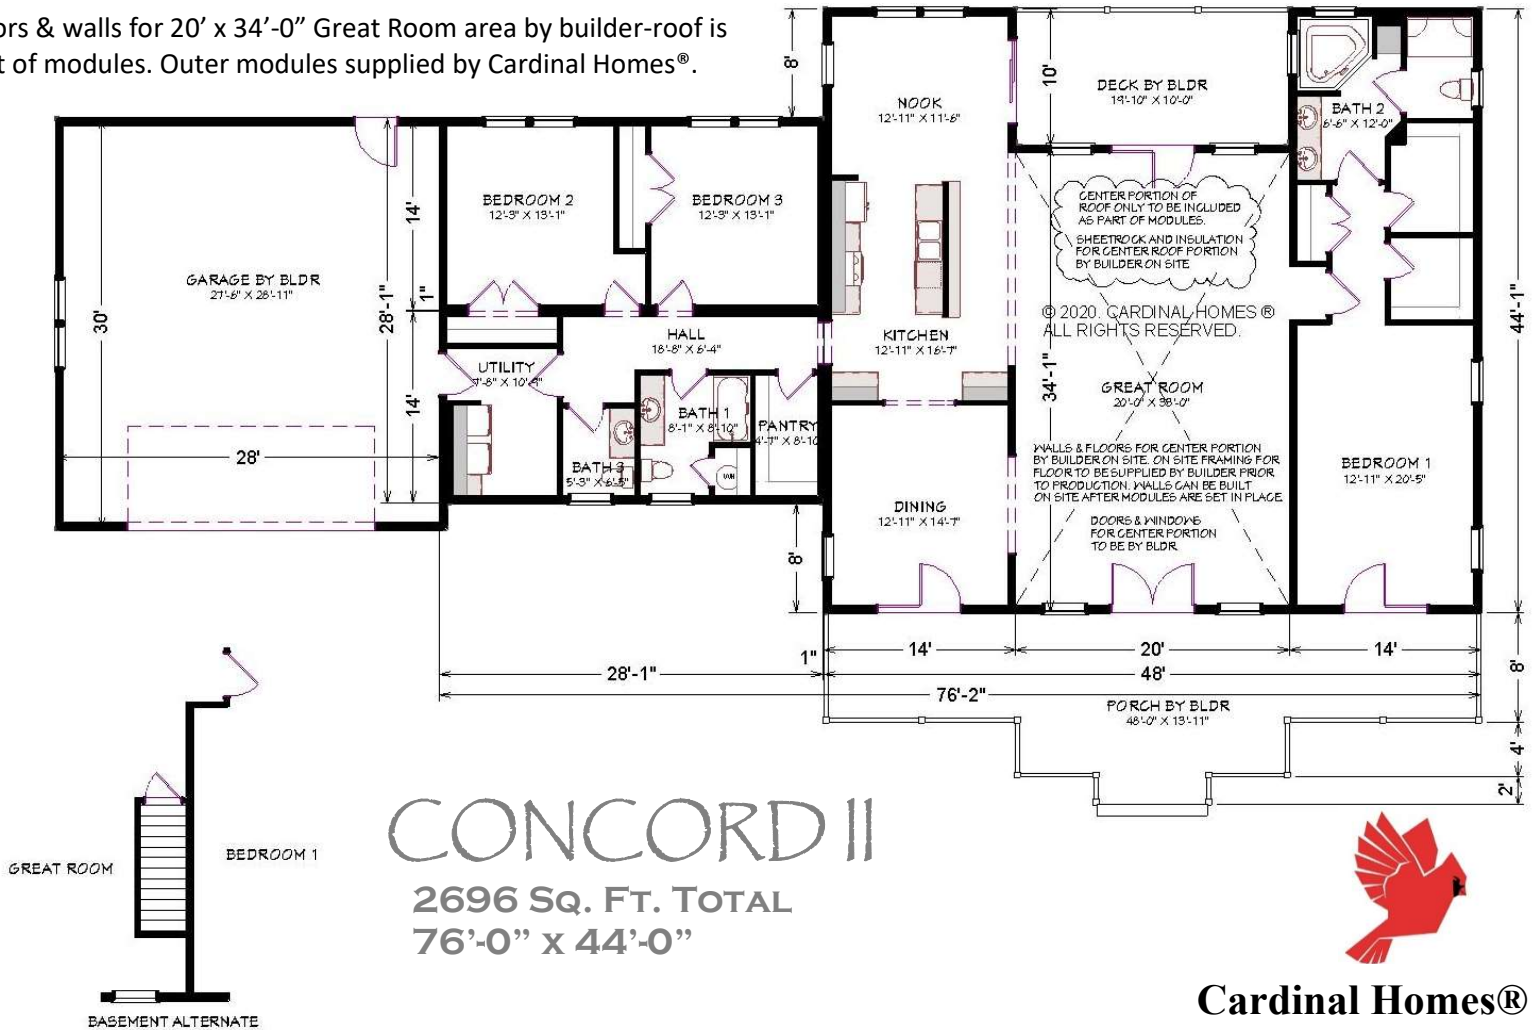 ors & walls for 20’ x 34’-0” Great Room area by builder-roof is
t of modules. Outer modules supplied by Cardinal Homes®.
8'
10'
DECK BY BLDR
19'-10" X 10'-0"
NOOK
12'-11" X 11'-6"
BATH 2
6'-6" X 12'-0"
BEDROOM 2
12'-3" X 13'-1"
BEDROOM 3
12'-3" X 13'-1"
14'
CENTER PORTION OF
ROOF ONLY TO BE INCLUDED
AS PART OF MODULES.
SHEETROCK AND INSULATION
FOR CENTER ROOF PORTION
BY BUILDER ON SITE
GARAGE BY BLDR
27'-6" X 28'-11"
30'
28'-1"
1"
44'-1"
© 2020. CARDINAL HOMES ®
ALL RIGHTS RESERVED.
HALL
18'-8" X 6'-4"
KITCHEN
12'-11" X 16'-7"
UTILITY
7'-8" X 10'-9"
34'-1"
GREAT ROOM
20'-0" X 38'-0"
14'
BATH 1
8'-1" X 8'-10"
PANTRY
4'-7" X 8'-10
28'
BATH 3
5'-3" X 6'-5"
WH
WALLS & FLOORS FOR CENTER PORTION
BY BUILDER ON SITE. ON SITE FRAMING FOR
FLOOR TO BE SUPPLIED BY BUILDER PRIOR
TO PRODUCTION. WALLS CAN BE BUILT
ON SITE AFTER MODULES ARE SET IN PLACE
BEDROOM 1
12'-11" X 20'-5"
DINING
12'-11" X 14'-7"
DOORS & WINDOWS
FOR CENTER PORTION
TO BE BY BLDR
8'
14'
20'
14'
1"
28'-1"
48'
8'
76'-2"
PORCH BY BLDR
48'-0" X 13'-11"
4'
2'
CONCORD II
2696 SQ. FT. TOTAL
76’-0” X 44’-0”
GREAT ROOM
BEDROOM 1
BASEMENT ALTERNATE
Cardinal Homes®